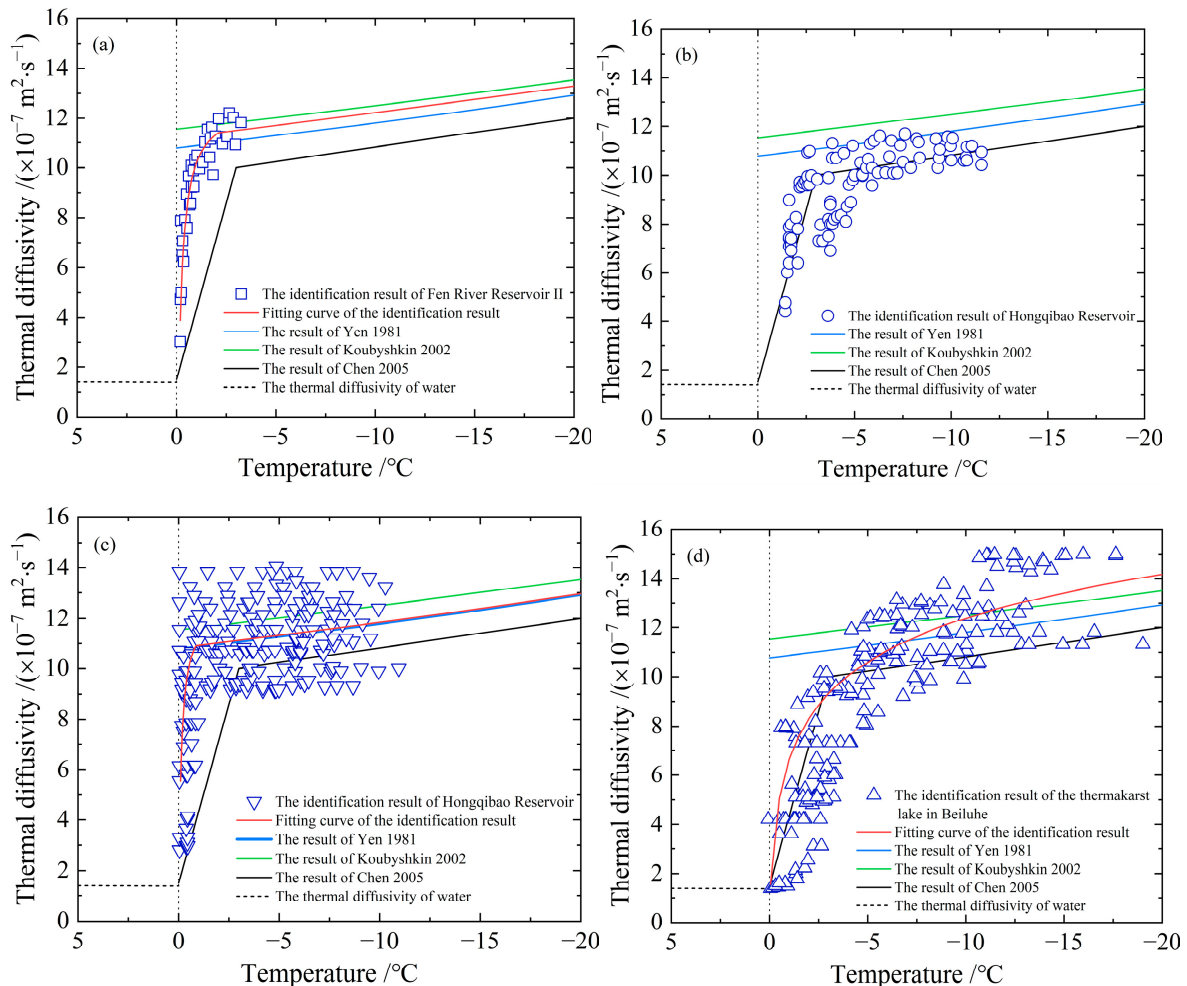 (a)
Thermal diffusivity /(×10⁻⁷ m²·s⁻¹)
16
14
12
10
8
6
4
2
0
The identification result of Fen River Reservoir II
Fitting curve of the identification result
The result of Yen 1981
The result of Koubyshkin 2002
The result of Chen 2005
The thermal diffusivity of water
5 0 −5 −10 −15 −20
Temperature /°C
(b)
Thermal diffusivity /(×10⁻⁷ m²·s⁻¹)
16
14
12
10
8
6
4
2
0
The identification result of Hongqibao Reservoir
The result of Yen 1981
The result of Koubyshkin 2002
The result of Chen 2005
The thermal diffusivity of water
5 0 −5 −10 −15 −20
Temperature /°C
(c)
Thermal diffusivity /(×10⁻⁷ m²·s⁻¹)
16
14
12
10
8
6
4
2
0
The identification result of Hongqibao Reservoir
Fitting curve of the identification result
The result of Yen 1981
The result of Koubyshkin 2002
The result of Chen 2005
The thermal diffusivity of water
5 0 −5 −10 −15 −20
Temperature /°C
(d)
Thermal diffusivity /(×10⁻⁷ m²·s⁻¹)
16
14
12
10
8
6
4
2
0
The identification result of the thermakarst
lake in Beiluhe
Fitting curve of the identification result
The result of Yen 1981
The result of Koubyshkin 2002
The result of Chen 2005
The thermal diffusivity of water
5 0 −5 −10 −15 −20
Temperature /°C